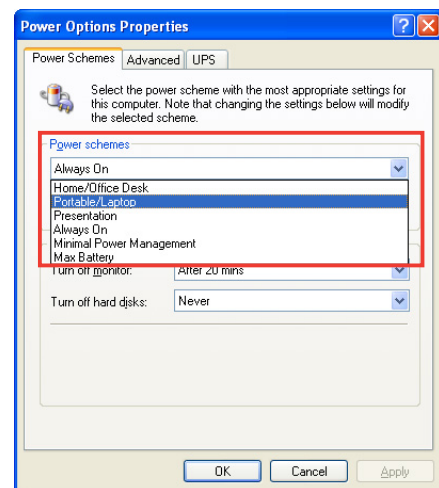 Power Options Properties
Power Schemes Advanced UPS
Select the power scheme with the most appropriate settings for
this computer. Note that changing the settings below will modify
the selected scheme.
Power schemes
Always On
Home/Office Desk
Portable/Laptop
Presentation
Always On
Minimal Power Management
Max Battery
Turn off monitor: After 20 mins
Turn off hard disks: Never
OK Cancel Apply